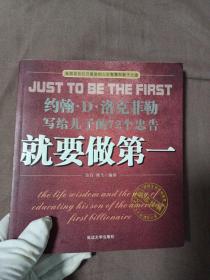 JUST TO BE THE FIRST
约翰·D·洛克菲勒
写给儿子的72个忠告
就要做第一
the life wisdom and the way of
educating his son of the american
first billionaire
延边大学出版社